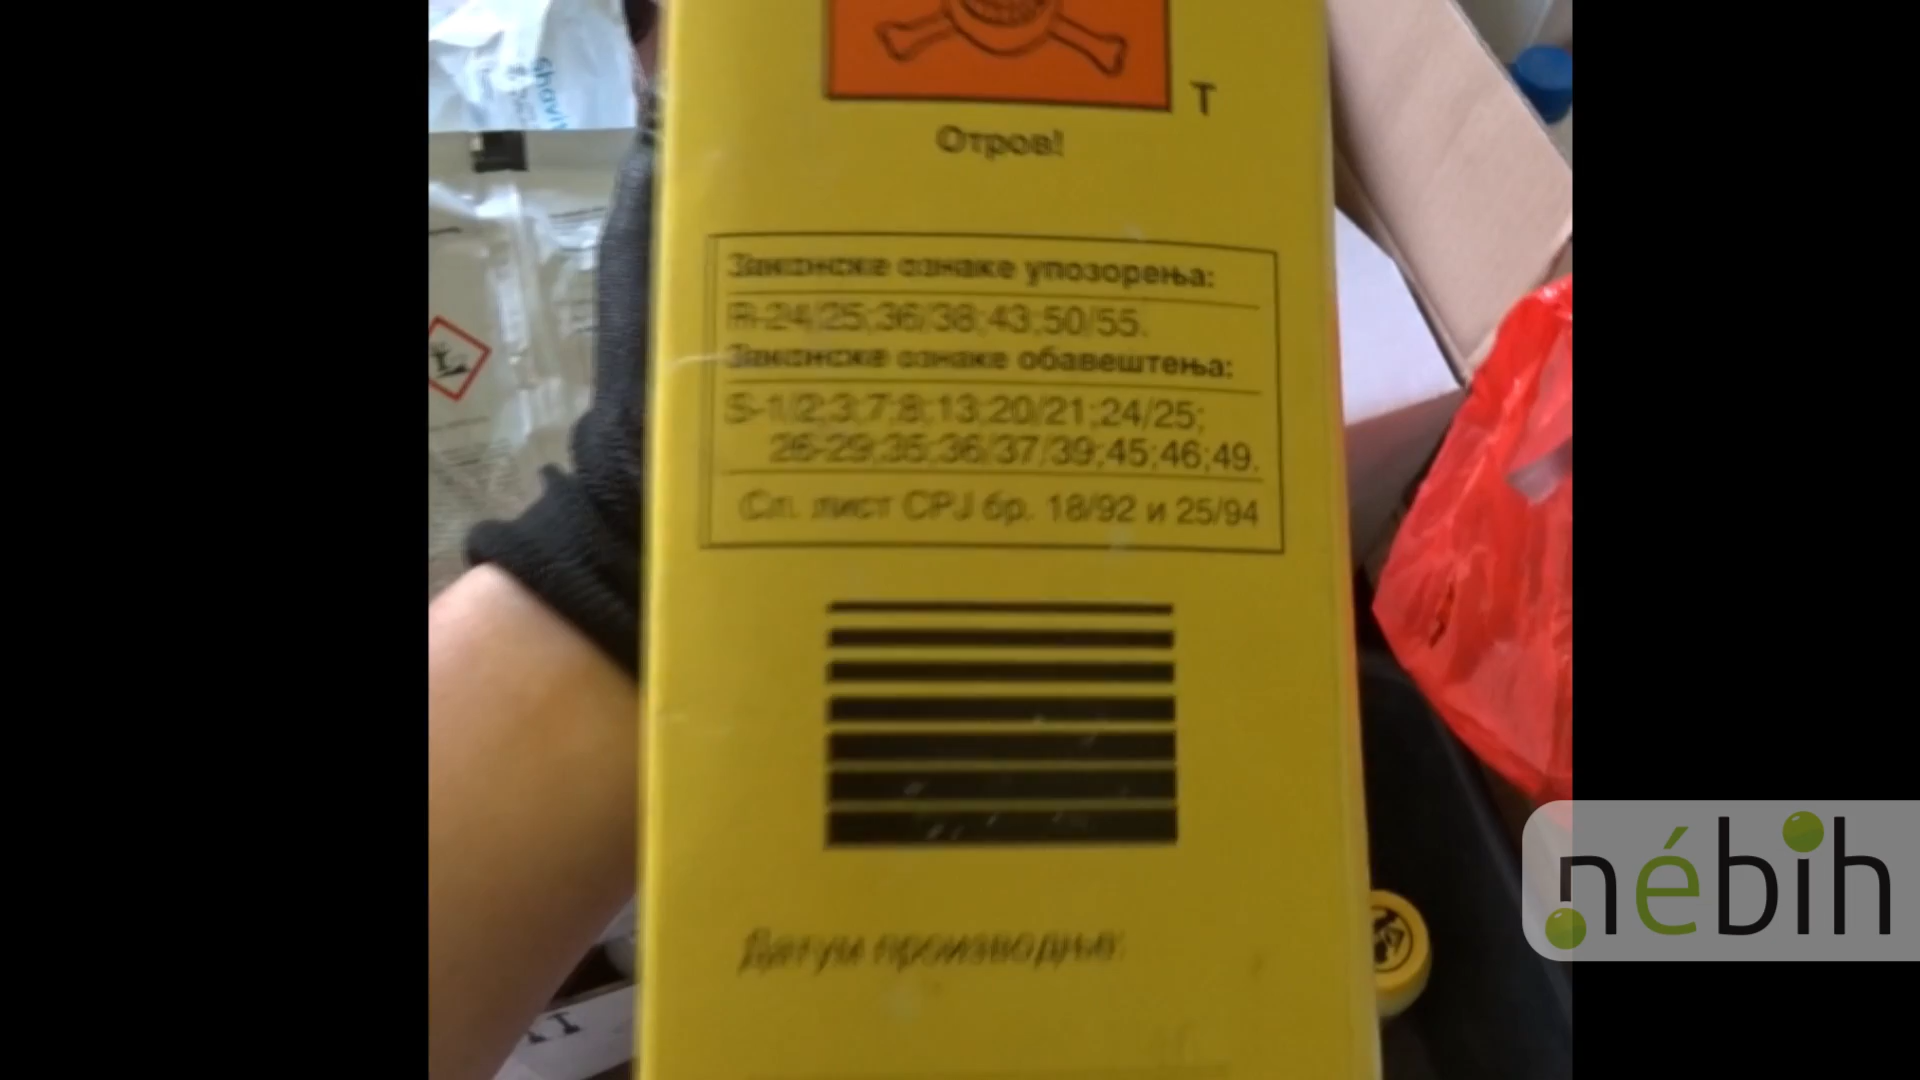 T
Отров!
Законске ознаке упозорења:
R-24/25;36/38;43;50/55.
Законске ознаке обавештења:
S-1/2;3;7;8;13;20/21;24/25;
26-29;35;36/37/39;45;46;49.
Сл. лист СРЈ бр. 18/92 и 25/94
Датум производње:
nébih